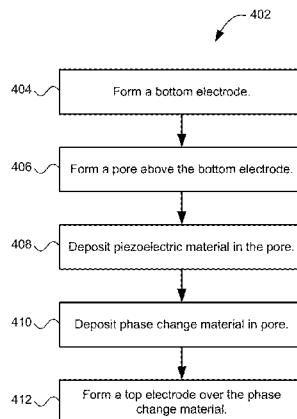 402
404
Form a bottom electrode.
406
Form a pore above the bottom electrode.
408
Deposit piezoelectric material in the pore.
410
Deposit phase change material in pore.
412
Form a top electrode over the phase
change material.